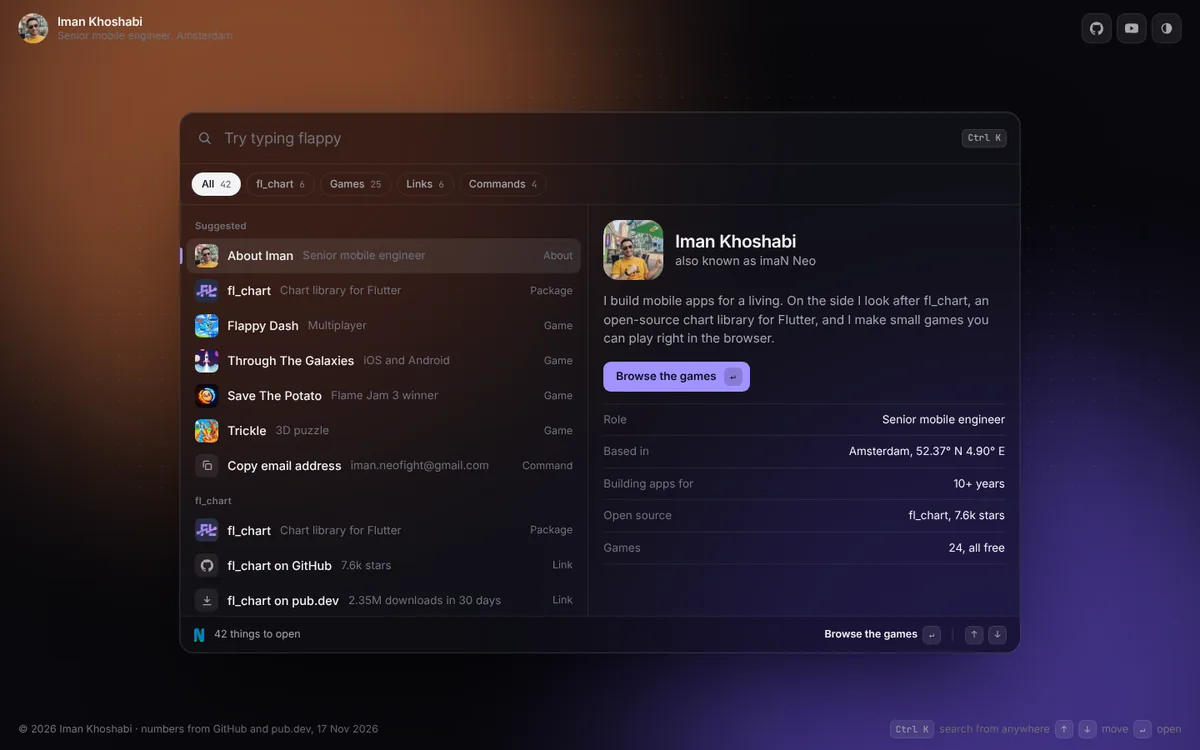 Iman Khoshabi
Senior mobile engineer, Amsterdam
Try typing flappy
Ctrl K
All 42
fl_chart 6
Games 25
Links 6
Commands 4
Suggested
About Iman Senior mobile engineer About
fl_chart Chart library for Flutter Package
Flappy Dash Multiplayer Game
Through The Galaxies iOS and Android Game
Save The Potato Flame Jam 3 winner Game
Trickle 3D puzzle Game
Copy email address iman.neofight@gmail.com Command
fl_chart
fl_chart Chart library for Flutter Package
fl_chart on GitHub 7.6k stars Link
fl_chart on pub.dev 2.35M downloads in 30 days Link
Iman Khoshabi
also known as imaN Neo
I build mobile apps for a living. On the side I look after fl_chart, an
open-source chart library for Flutter, and I make small games you
can play right in the browser.
Browse the games ↵
Role Senior mobile engineer
Based in Amsterdam, 52.37° N 4.90° E
Building apps for 10+ years
Open source fl_chart, 7.6k stars
Games 24, all free
42 things to open
Browse the games ↵ ↑ ↓
© 2026 Iman Khoshabi · numbers from GitHub and pub.dev, 17 Nov 2026
Ctrl K search from anywhere ↑ ↓ move ↵ open